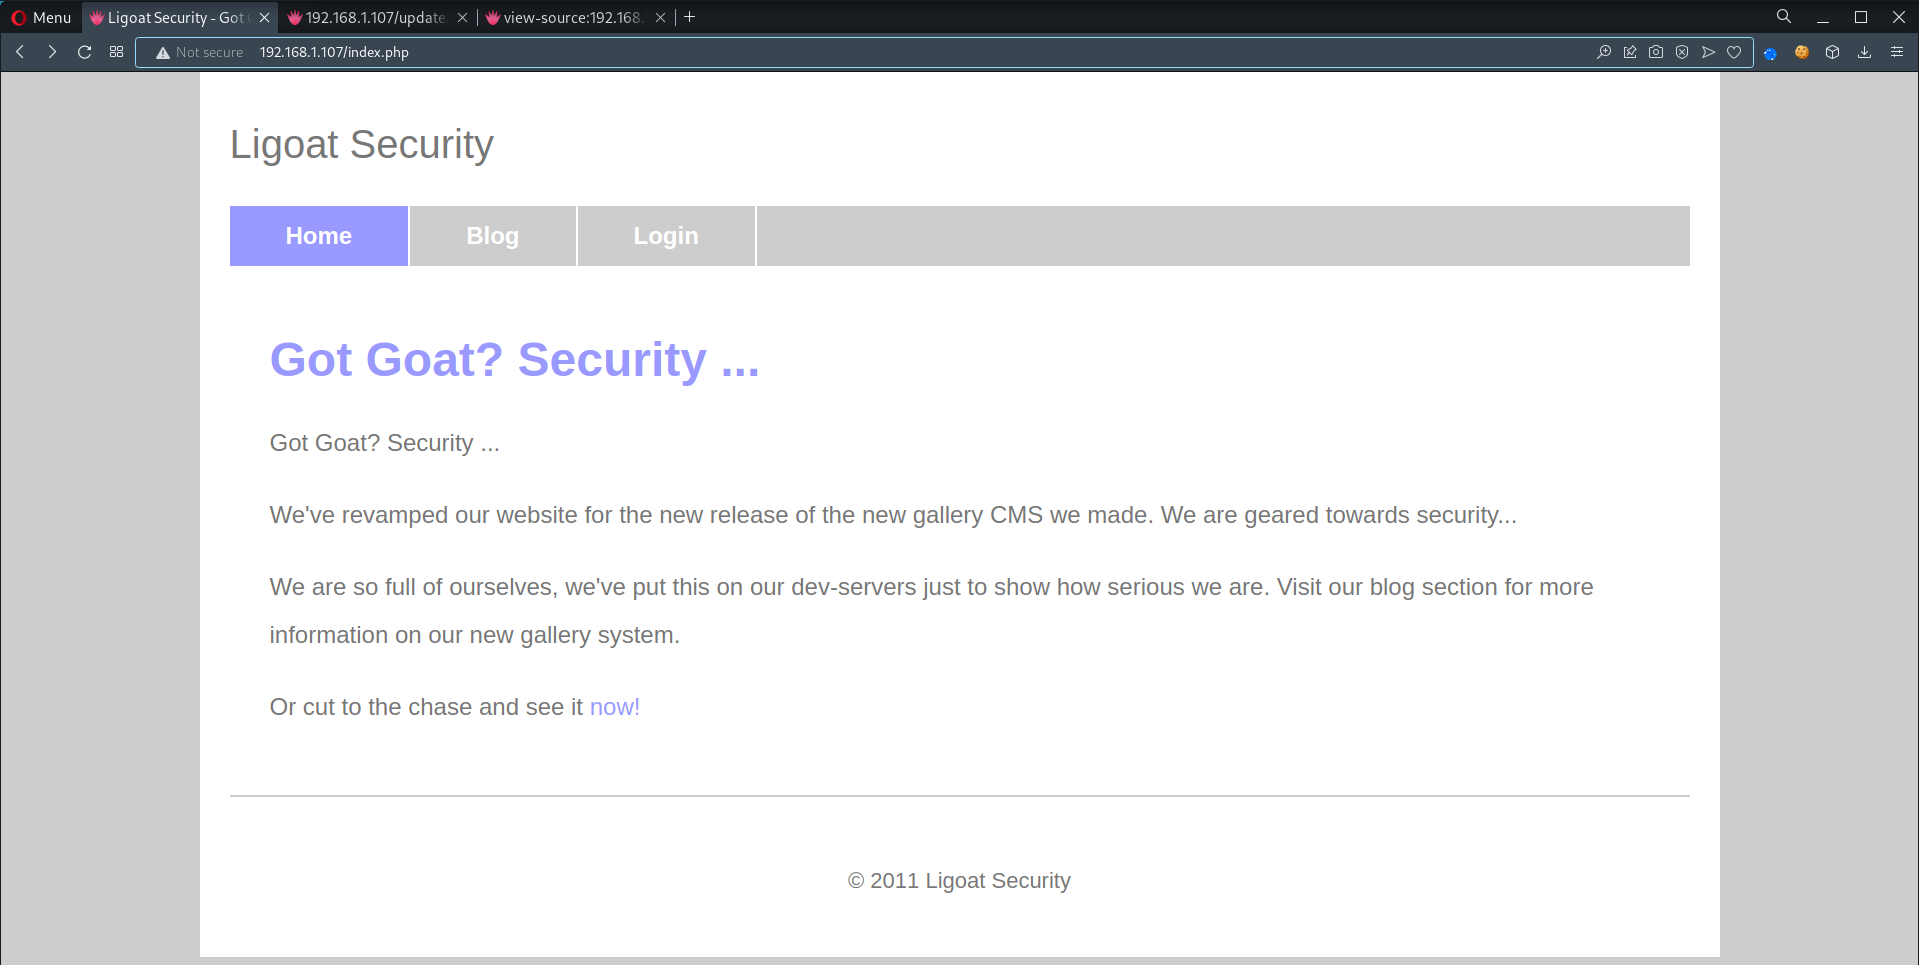 Menu
Ligoat Security - Got
192.168.1.107/update
view-source:192.168.
Not secure 192.168.1.107/index.php
Ligoat Security
Home Blog Login
Got Goat? Security ...
Got Goat? Security ...
We've revamped our website for the new release of the new gallery CMS we made. We are geared towards security...
We are so full of ourselves, we've put this on our dev-servers just to show how serious we are. Visit our blog section for more
information on our new gallery system.
Or cut to the chase and see it now!
© 2011 Ligoat Security